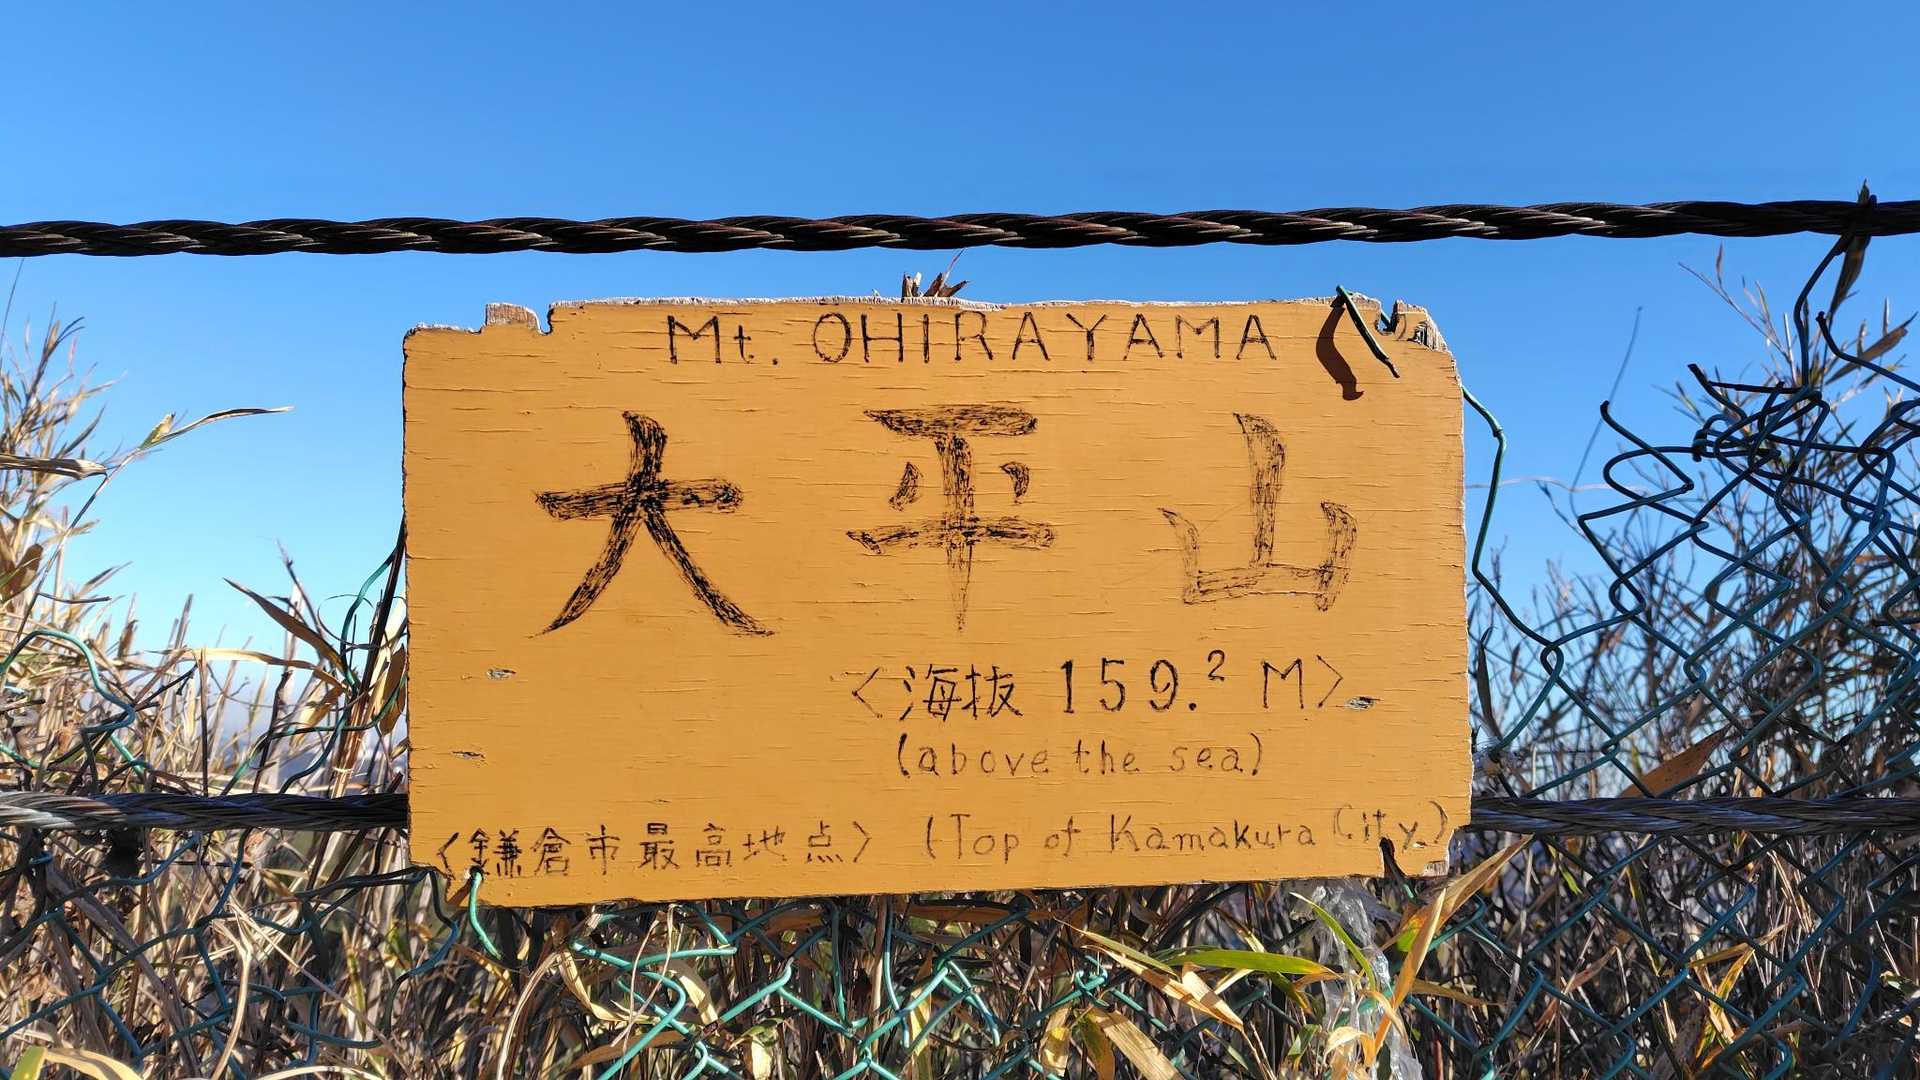 Mt. OHIRAYAMA
大平山
〈海抜 159.² M〉
(above the sea)
〈鎌倉市最高地点〉 (Top of Kamakura City)